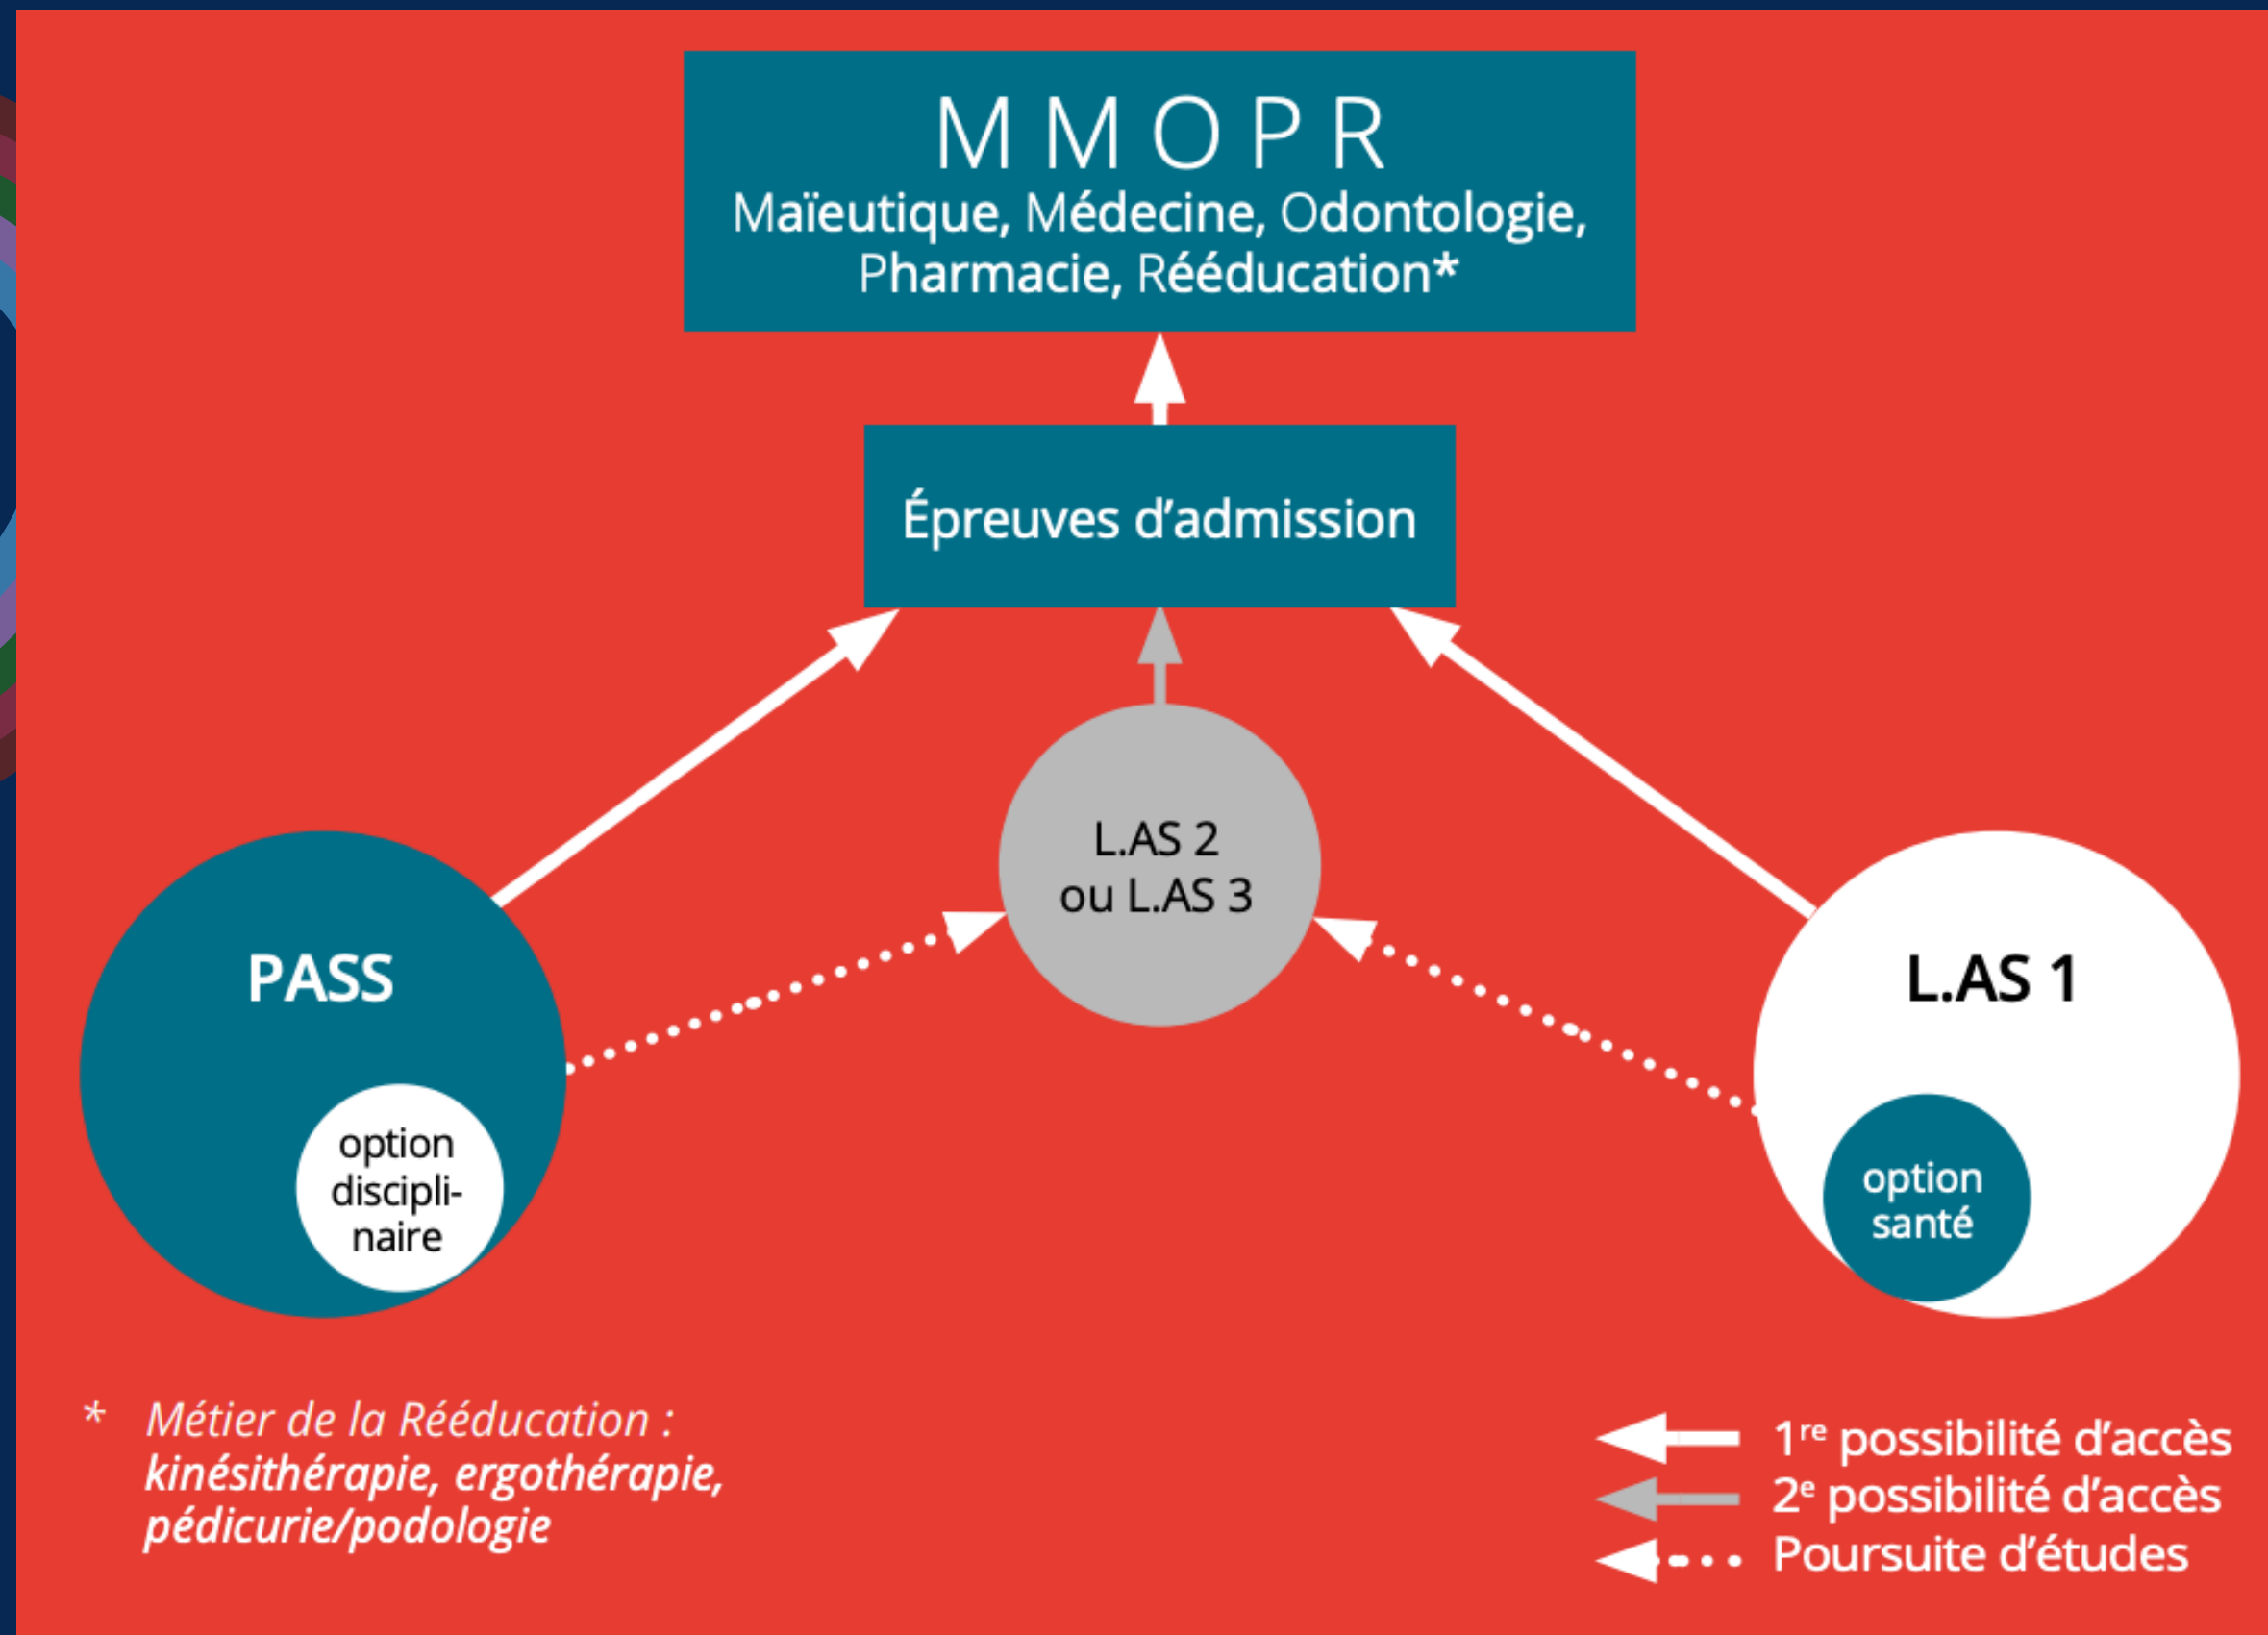 M M O P R
Maïeutique, Médecine, Odontologie,
Pharmacie, Rééducation*
Épreuves d'admission
L.AS 2
ou L.AS 3
PASS
option
discipli-
naire
L.AS 1
option
santé
* Métier de la Rééducation :
kinésithérapie, ergothérapie,
pédicurie/podologie
1re possibilité d'accès
2e possibilité d'accès
Poursuite d'études